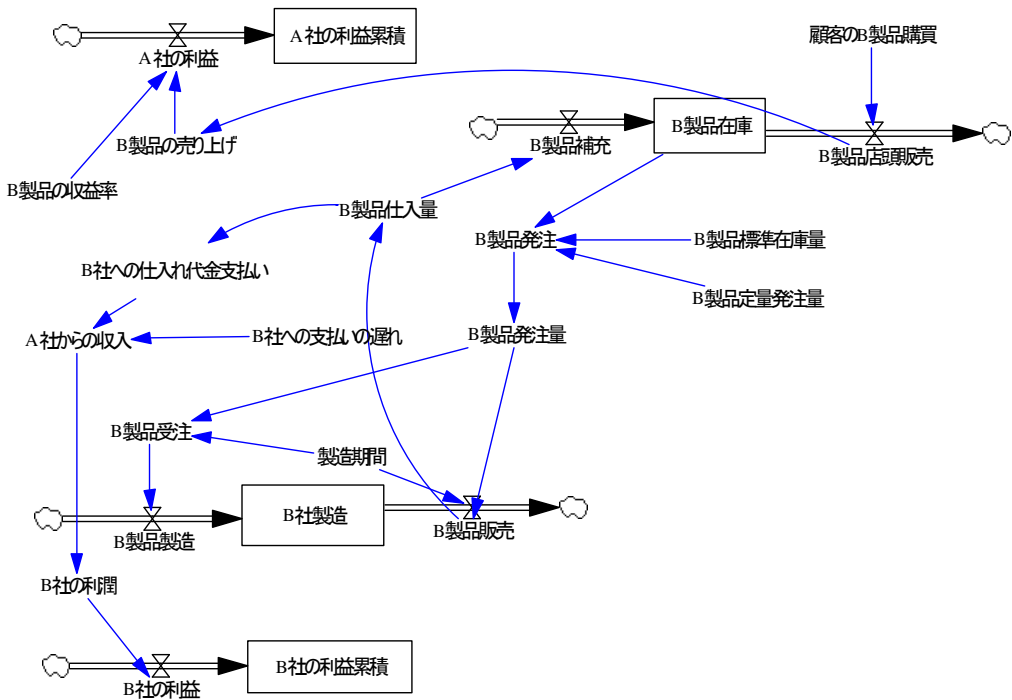 A社の利益累積
顧客のB製品購買
A社の利益
B製品在庫
B製品の売り上げ
B製品補充
B製品店頭販売
B製品の収益率
B製品仕入量
B製品発注
B製品標準在庫量
B社への仕入れ代金支払い
B製品定量発注量
A社からの収入
B社への支払いの遅れ
B製品発注量
B製品受注
製造期間
B社製造
B製品製造
B製品販売
B社の利潤
B社の利益累積
B社の利益